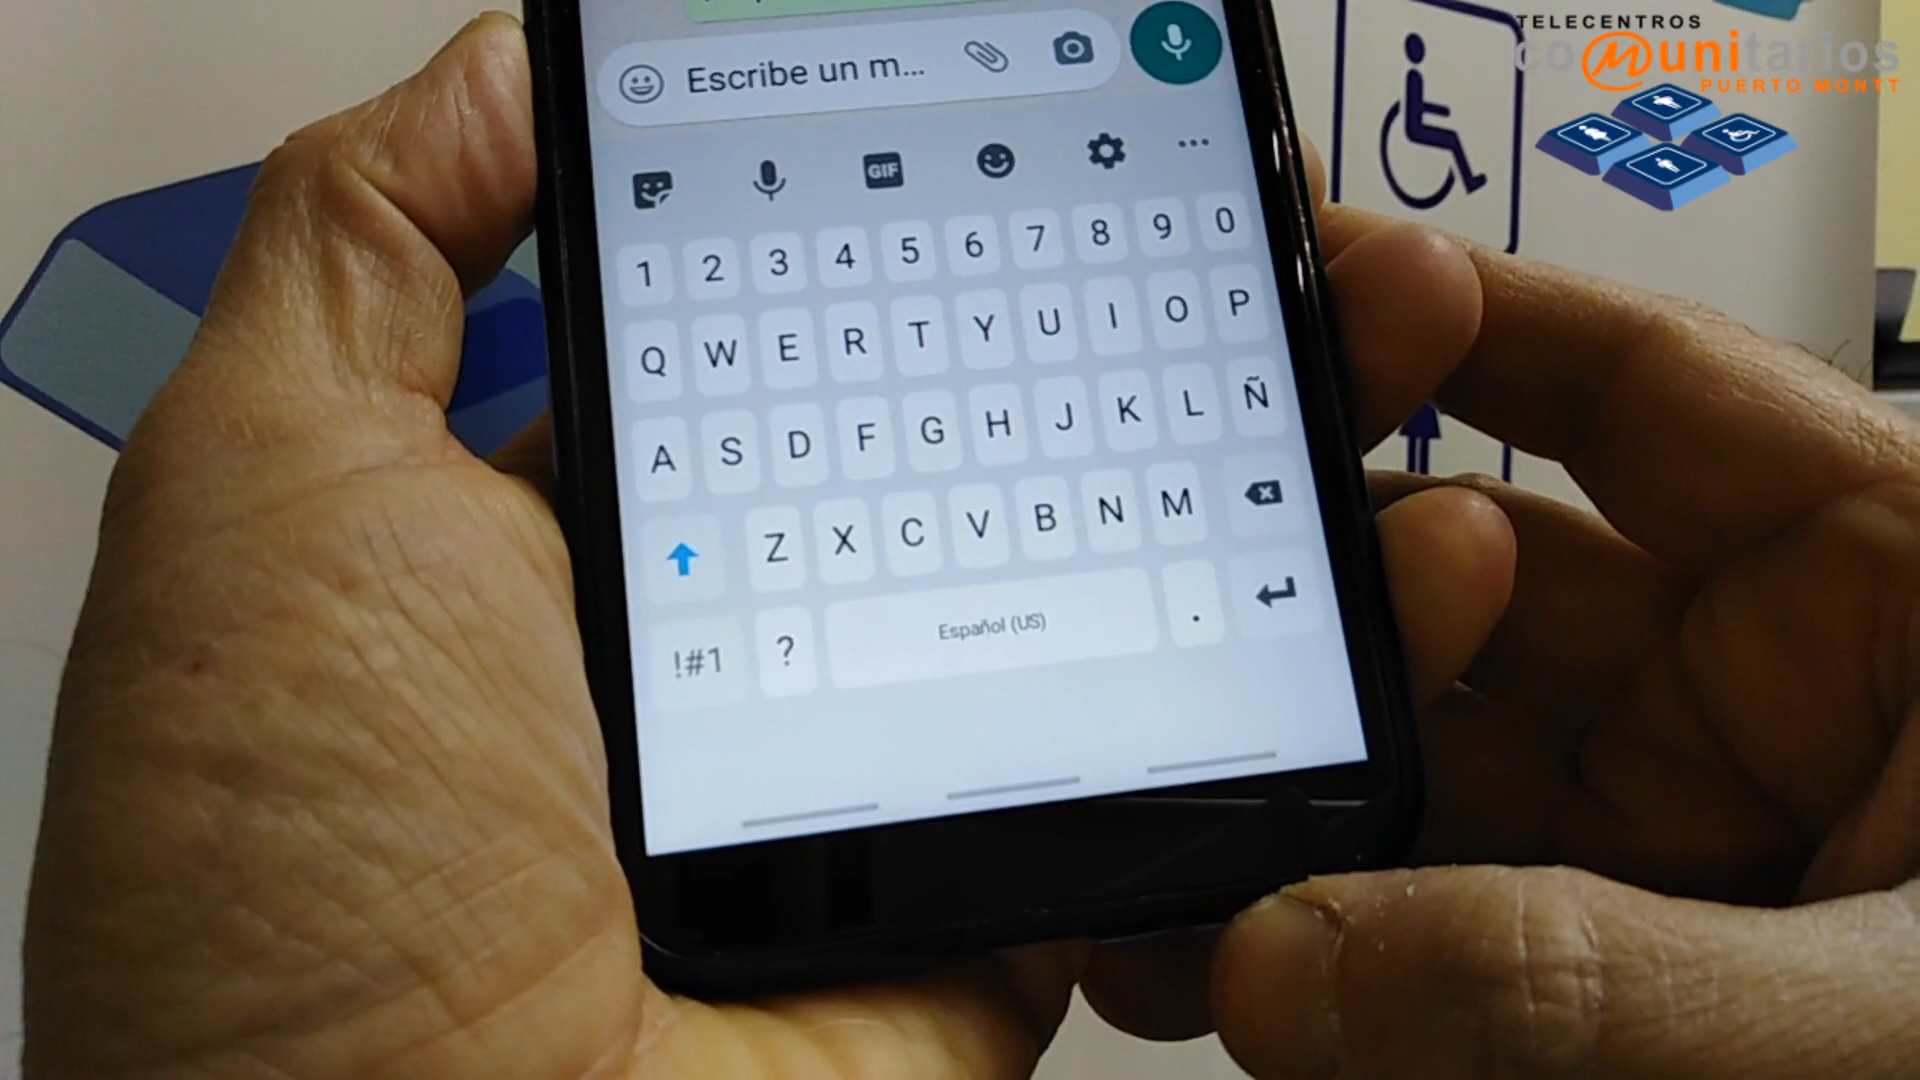 TELECENTROS
comunitarios
PUERTO MONTT
Escribe un m...
GIF
1 2 3 4 5 6 7 8 9 0
Q W E R T Y U I O P
A S D F G H J K L Ñ
Z X C V B N M
!#1 ? Español (US) .